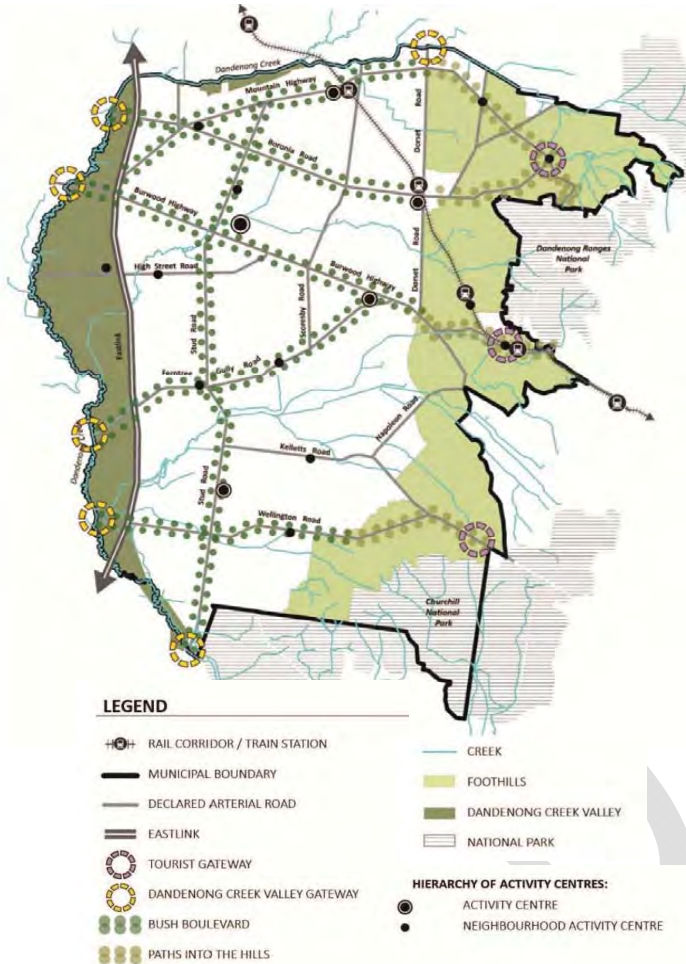 Dandenong Creek
Mountain Highway
Dorset Road
Boronia Road
Burwood Highway
Dandenong Ranges
National
Park
High Street Road
Burwood Highway
Dorset Road
Eastlink
Stud Road
Scoresby Road
Ferntree Gully Road
Napoleon Road
Dandenong
Kelletts Road
Stud Road
Wellington Road
Churchill
National
Park
LEGEND
RAIL CORRIDOR / TRAIN STATION
MUNICIPAL BOUNDARY
DECLARED ARTERIAL ROAD
EASTLINK
TOURIST GATEWAY
DANDENONG CREEK VALLEY GATEWAY
BUSH BOULEVARD
PATHS INTO THE HILLS
CREEK
FOOTHILLS
DANDENONG CREEK VALLEY
NATIONAL PARK
HIERARCHY OF ACTIVITY CENTRES:
ACTIVITY CENTRE
NEIGHBOURHOOD ACTIVITY CENTRE